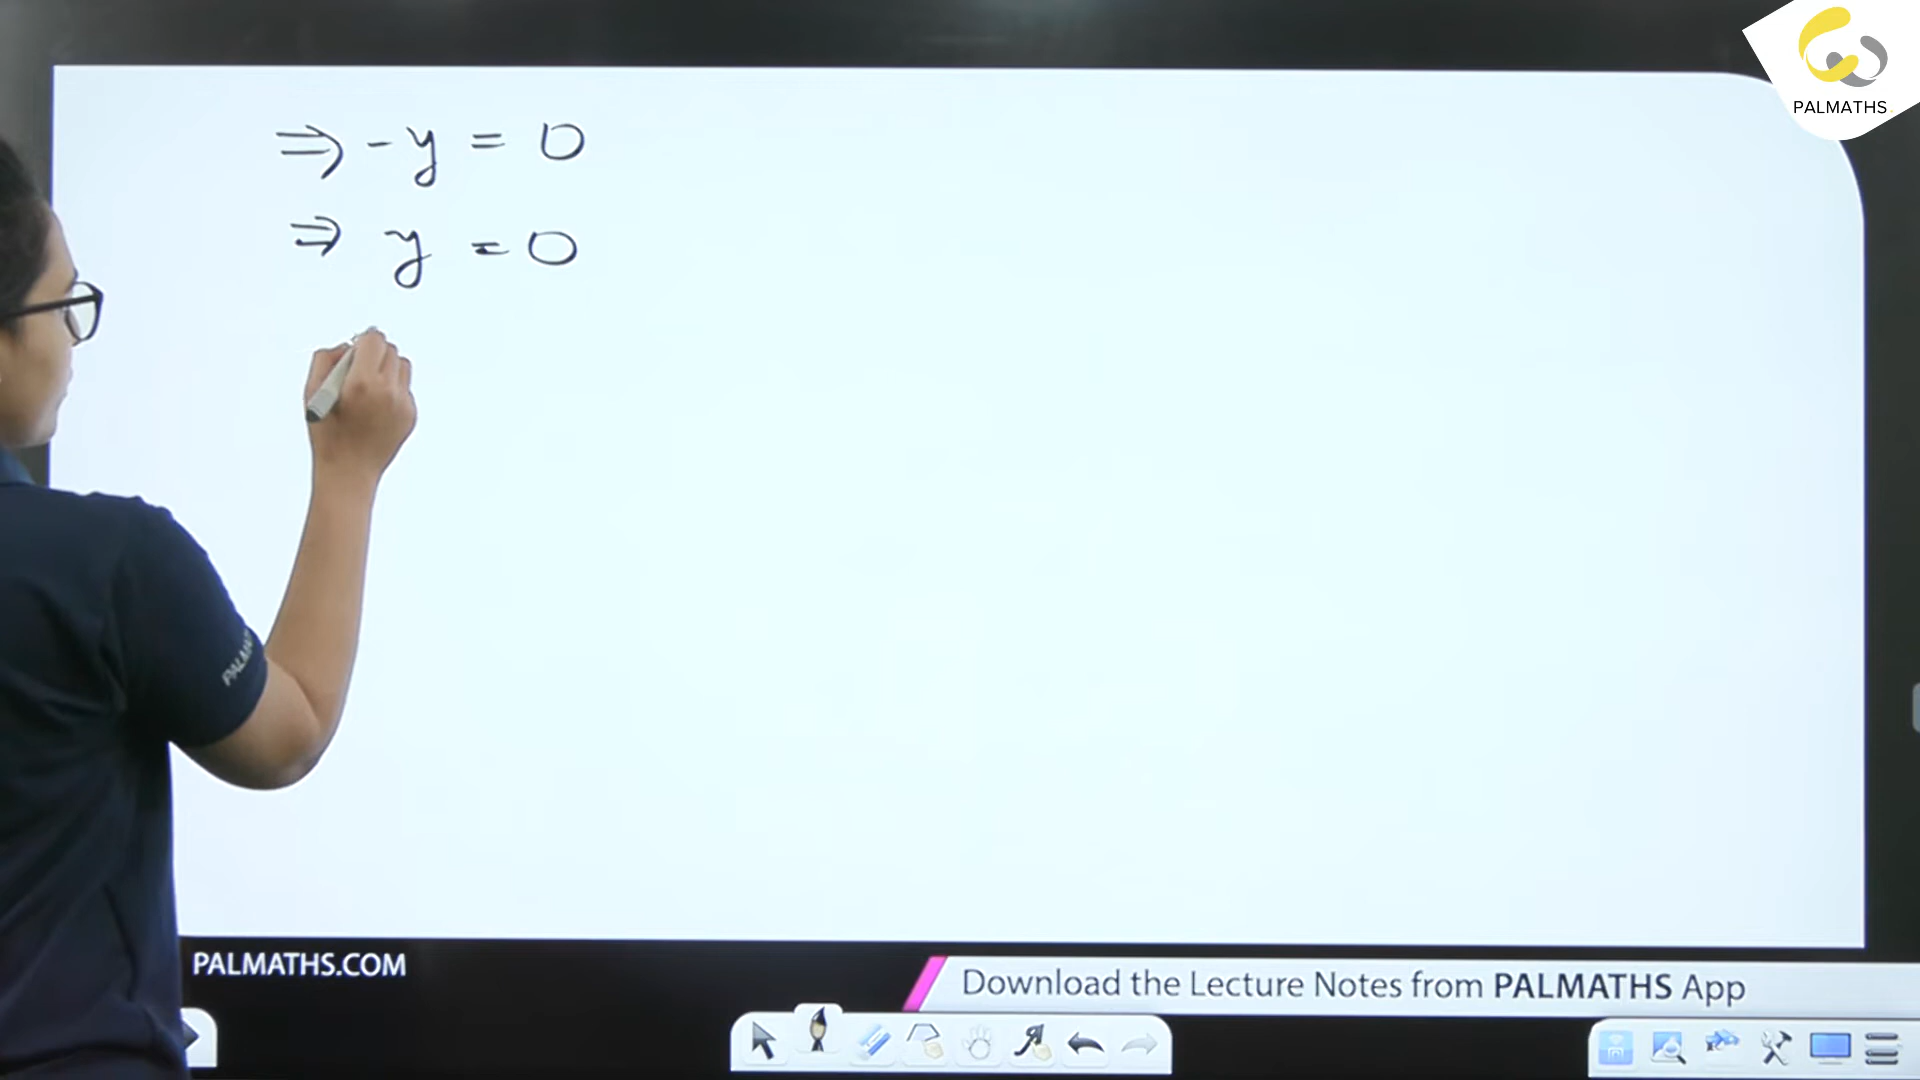 PALMATHS.
⇒ -y = 0
⇒ y = 0
PALMATHS.COM
Download the Lecture Notes from PALMATHS App